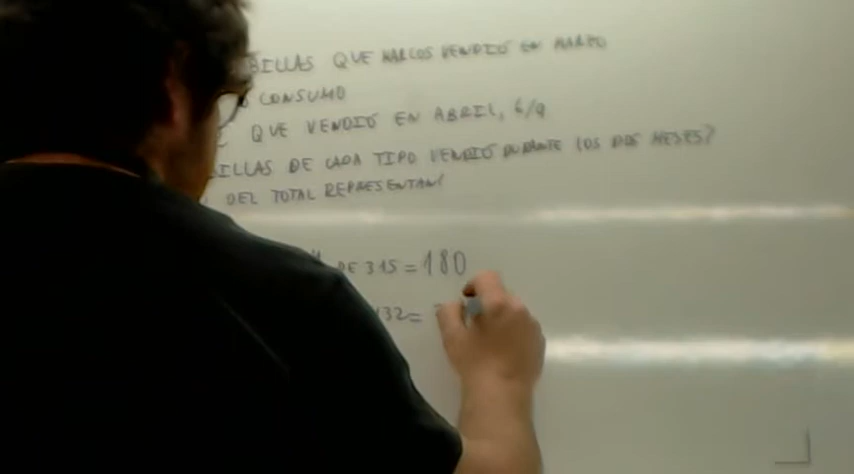 BILLAS QUE MARCOS VENDIÓ EN MARZO
CONSUMO
QUE VENDIÓ EN ABRIL, 6/9
ILLAS DE CADA TIPO VENDIÓ DURANTE LOS DOS MESES?
DEL TOTAL REPRESENTAN
DE 315 = 180
132 =